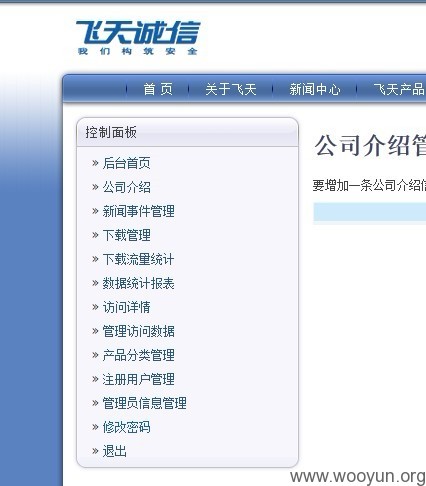 飞天诚信
我们构筑安全
首 页 关于飞天 新闻中心 飞天产品
控制面板
» 后台首页
» 公司介绍
» 新闻事件管理
» 下载管理
» 下载流量统计
» 数据统计报表
» 访问详情
» 管理访问数据
» 产品分类管理
» 注册用户管理
» 管理员信息管理
» 修改密码
» 退出
公司介绍管
要增加一条公司介绍信
www.wooyun.org